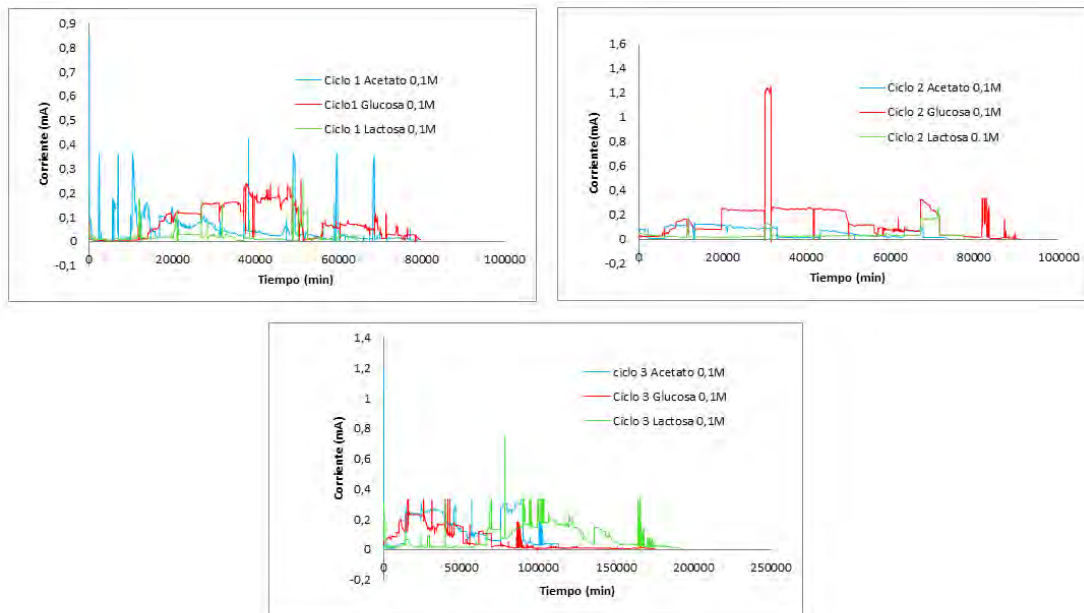 0,9
0,8
0,7
0,6
0,5
0,4
0,3
0,2
0,1
0
-0,1
Corriente (mA)
Ciclo 1 Acetato 0,1M
Ciclo1 Glucosa 0,1M
Ciclo 1 Lactosa 0,1M
0 20000 40000 60000 80000 100000
Tiempo (min)
1,6
1,4
1,2
1
0,8
0,6
0,4
0,2
0
-0,2
Corriente(mA)
Ciclo 2 Acetato 0,1M
Ciclo 2 Glucosa 0,1M
Ciclo 2 Lactosa 0.1M
0 20000 40000 60000 80000 100000
Tiempo (min)
1,4
1,2
1
0,8
0,6
0,4
0,2
0
-0,2
Corriente (mA)
ciclo 3 Acetato 0,1M
Ciclo 3 Glucosa 0,1M
Ciclo 3 Lactosa 0,1M
0 50000 100000 150000 200000 250000
Tiempo (min)